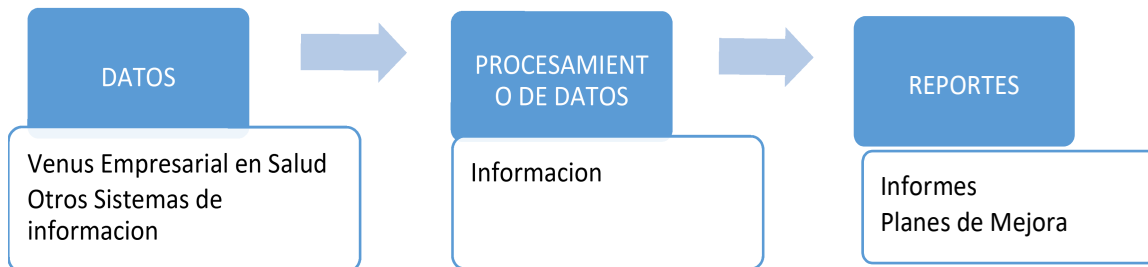 DATOS
Venus Empresarial en Salud
Otros Sistemas de
informacion
PROCESAMIENT
O DE DATOS
Informacion
REPORTES
Informes
Planes de Mejora